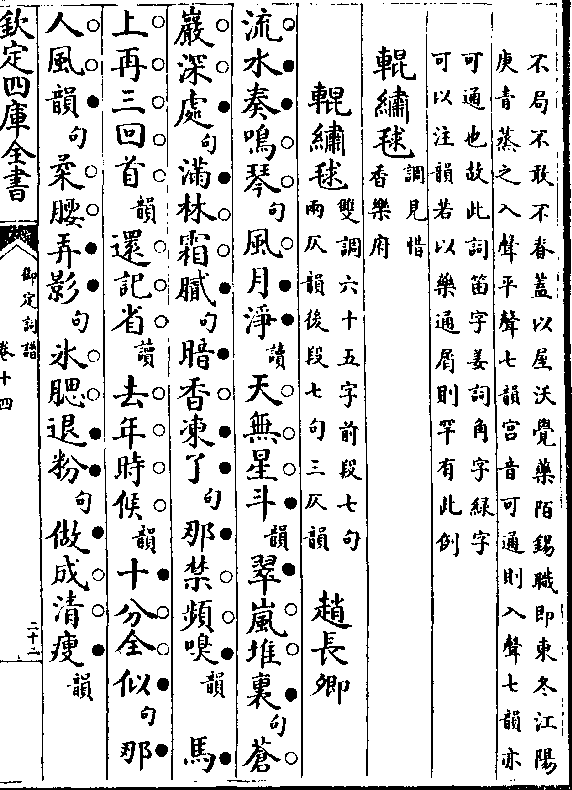 不局不敢不眷蓋以屋沃覺藥陌錫職即東冬江陽
庚青蒸之入聲平聲七韻宫音可通則入聲七韻亦
可通也故此詞笛字姜詞角字緑字
可以注韻若以藥通屑則罕有此例
輥繡毬 調見惜
香樂府
輥繡毬 雙調六十五字前段七句
兩仄韻後段七句三仄韻 趙長卿
流水奏鳴琴句風月淨讀天無星斗韻翠嵐堆裏句蒼
巖深處句滿林霜膩句暗香凍了句那禁頻嗅韻 馬
上再三回首韻還記省讀去年時候韻十分全似句那
人風韻句柔腰弄影句氷腮退粉句做成清瘦韻
欽定四庫全書
御定詞譜
卷十四
二十二